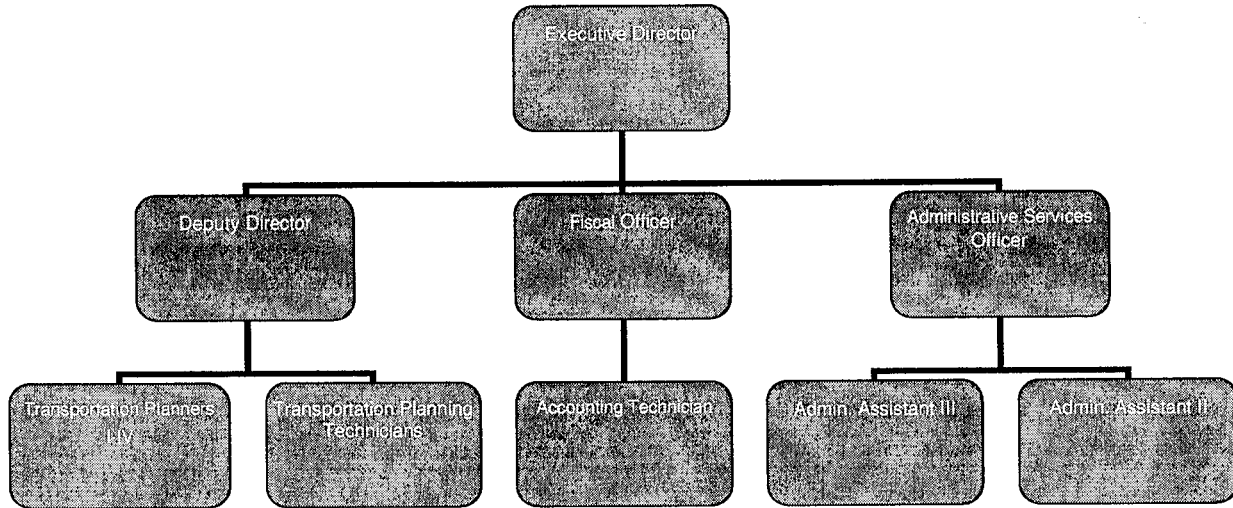 Executive Director
Deputy Director
Fiscal Officer
Administrative Services
Officer
Transportation Planners
I-IV
Transportation Planning
Technicians
Accounting Technician
Admin. Assistant III
Admin. Assistant II